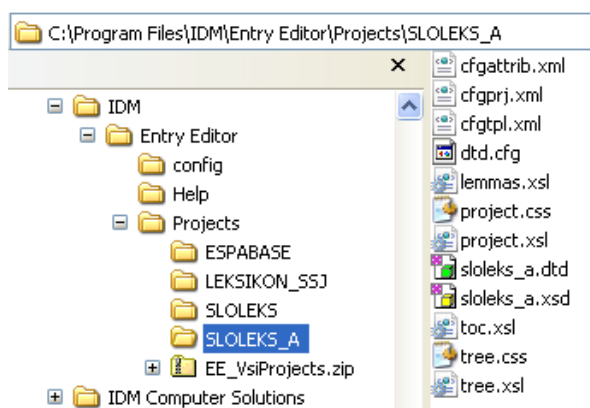 C:\Program Files\IDM\Entry Editor\Projects\SLOLEKS_A
IDM
Entry Editor
config
Help
Projects
ESPABASE
LEKSIKON_SSJ
SLOLEKS
SLOLEKS_A
EE_VsiProjects.zip
IDM Computer Solutions
cfgattrib.xml
cfgprj.xml
cfgtpl.xml
dtd.cfg
lemmas.xsl
project.css
project.xsl
sloleks_a.dtd
sloleks_a.xsd
toc.xsl
tree.css
tree.xsl